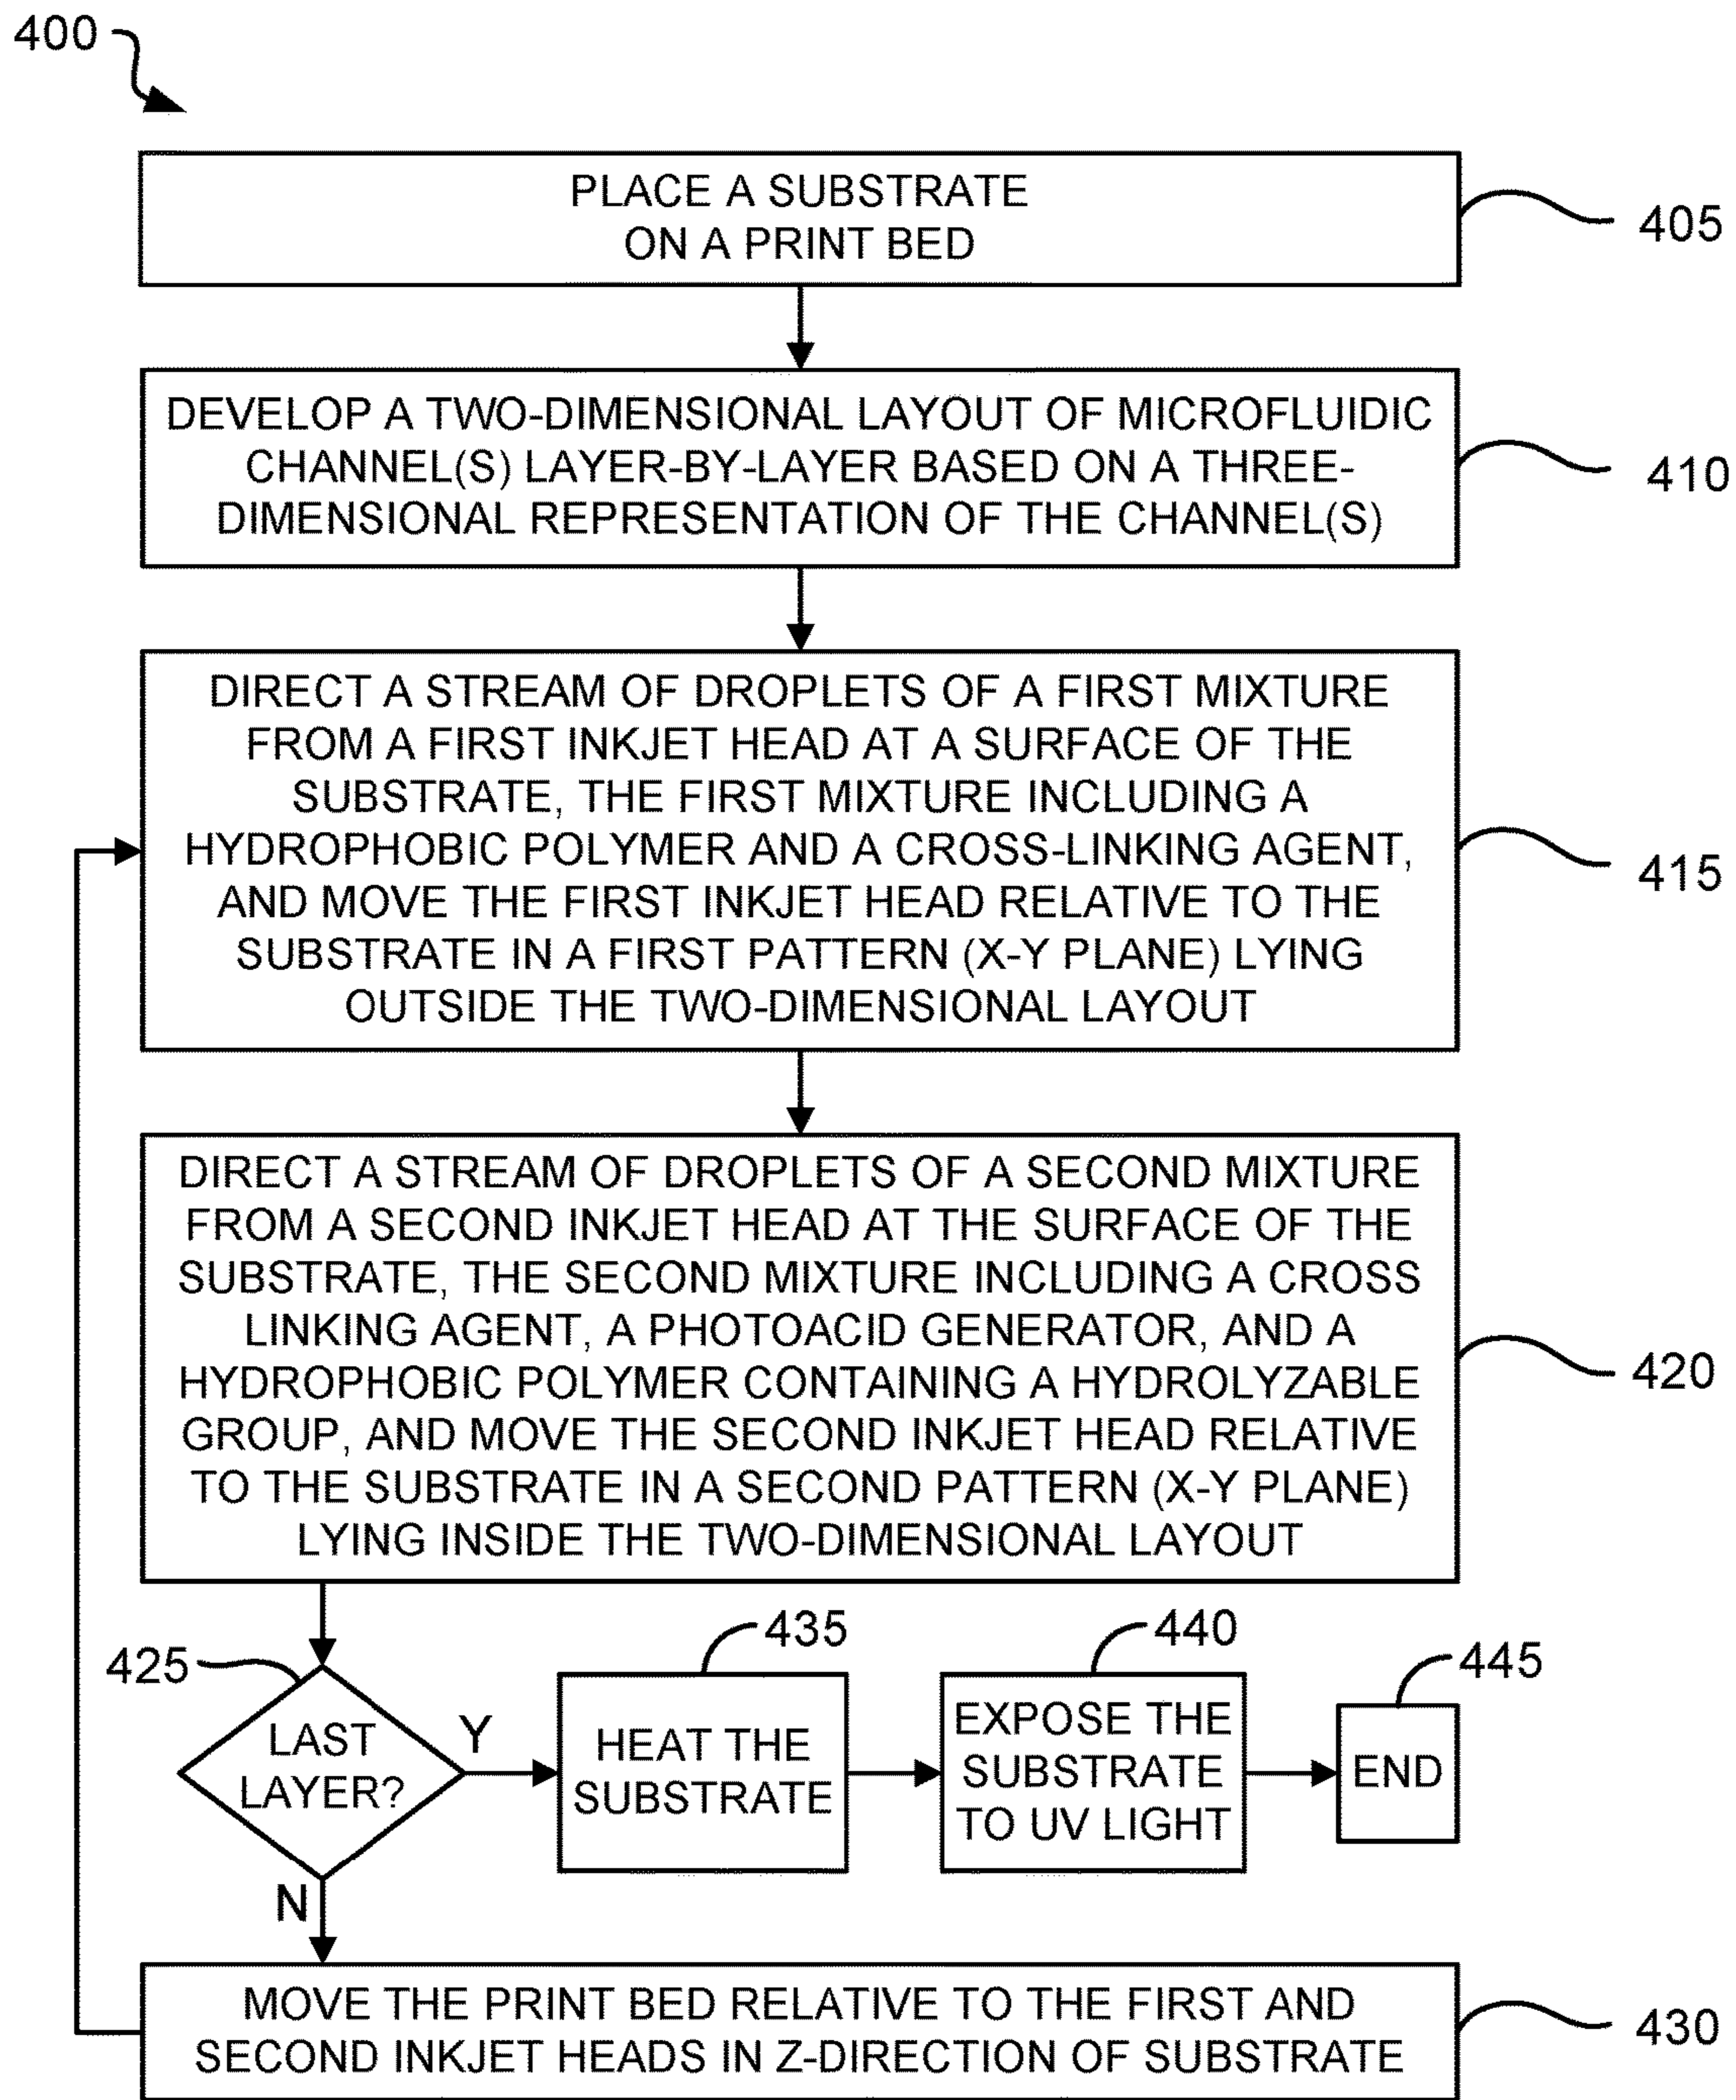 400
PLACE A SUBSTRATE
ON A PRINT BED
405
DEVELOP A TWO-DIMENSIONAL LAYOUT OF MICROFLUIDIC
CHANNEL(S) LAYER-BY-LAYER BASED ON A THREE-
DIMENSIONAL REPRESENTATION OF THE CHANNEL(S)
410
DIRECT A STREAM OF DROPLETS OF A FIRST MIXTURE
FROM A FIRST INKJET HEAD AT A SURFACE OF THE
SUBSTRATE, THE FIRST MIXTURE INCLUDING A
HYDROPHOBIC POLYMER AND A CROSS-LINKING AGENT,
AND MOVE THE FIRST INKJET HEAD RELATIVE TO THE
SUBSTRATE IN A FIRST PATTERN (X-Y PLANE) LYING
OUTSIDE THE TWO-DIMENSIONAL LAYOUT
415
DIRECT A STREAM OF DROPLETS OF A SECOND MIXTURE
FROM A SECOND INKJET HEAD AT THE SURFACE OF THE
SUBSTRATE, THE SECOND MIXTURE INCLUDING A CROSS
LINKING AGENT, A PHOTOACID GENERATOR, AND A
HYDROPHOBIC POLYMER CONTAINING A HYDROLYZABLE
GROUP, AND MOVE THE SECOND INKJET HEAD RELATIVE
TO THE SUBSTRATE IN A SECOND PATTERN (X-Y PLANE)
LYING INSIDE THE TWO-DIMENSIONAL LAYOUT
420
425
LAST
LAYER?
Y
N
435
HEAT THE
SUBSTRATE
440
EXPOSE THE
SUBSTRATE
TO UV LIGHT
445
END
MOVE THE PRINT BED RELATIVE TO THE FIRST AND
SECOND INKJET HEADS IN Z-DIRECTION OF SUBSTRATE
430